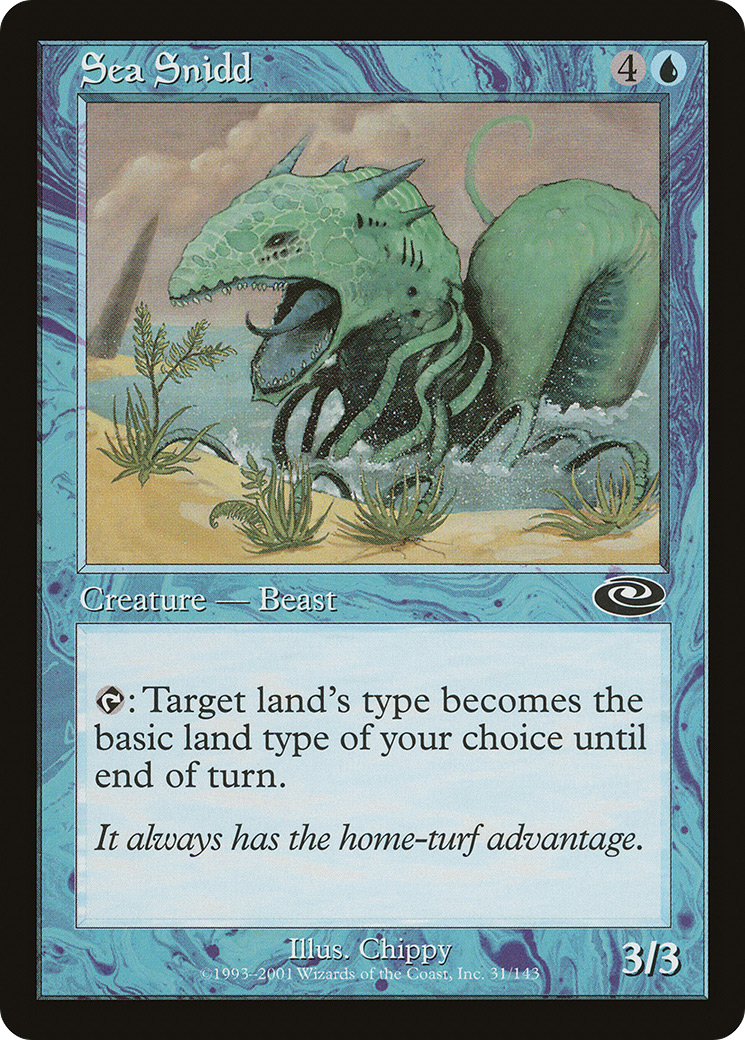 Sea Snidd 4
Creature — Beast
: Target land's type becomes the
basic land type of your choice until
end of turn.
It always has the home-turf advantage.
Illus. Chippy
©1993–2001 Wizards of the Coast, Inc. 31/143
3/3